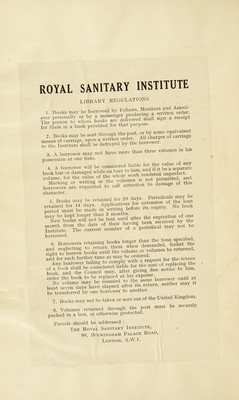 ROYAL SANITARY INSTITUTE
LIBRARY REGULATIONS
1. Books may be borrowed by Fellows, Members and Associ-
ates personally or by a messenger producing a written order.
The person to whom books are delivered shall sign a receipt
for them in a book provided for that purpose.
2. Books may be sent through the post, or by some equivalent
means of carriage, upon a written order. All charges of carriage
to the Institute shall be defrayed by the borrower.
3. A borrower may not have more than three volumes in his
possession at one time.
4. A borrower will be considered liable for the value of any
book lost or damaged while on loan to him, and if it be a separate
volume, for the value of the whole work rendered imperfect.
Marking or writing in the volumes is not permitted, and
borrowers are requested to call attention to damage of this
character.
5. Books may be retained for 28 days. Periodicals may be
retained for 14 days. Applications for extension of the loan
period must be made in writing before its expiry. No book
may be kept longer than 3 months.
New books will not be lent until after the expiration of one
month from the date of their having been received by the
Institute. The current number of a periodical may not be
borrowed.
6. Borrowers retaining books longer than the time specified,
and neglecting to return them when demanded, forfeit the
right to borrow books until the volume or volumes be returned,
and for such further time as may be ordered.
Any borrower failing to comply with a request for the return
of a book shall be considered liable for the cost of replacing the
book, and the Council may, after giving due notice to him,
order the book to be replaced at his expense.
No volume may be reissued to the same borrower until at
least seven days have elapsed after its return, neither may it
be transferred by one borrower to another.
7. Books may not be taken or sent out of the United Kingdom.
8. Volumes returned through the post must be securely
packed in a box, or otherwise protected.
Parcels should be addressed:
THE ROYAL SANITARY INSTITUTE,
90, BUCKINGHAM PALACE ROAD,
LONDON, S.W.1.